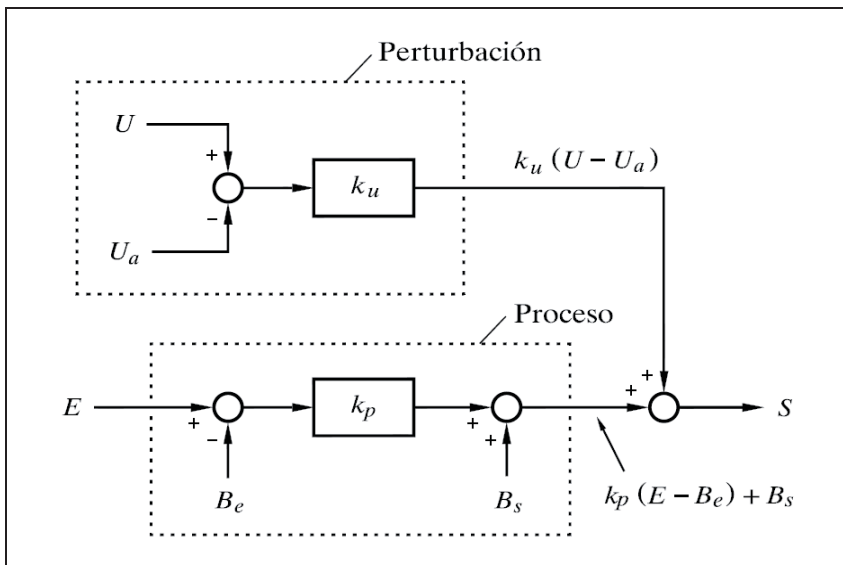 Perturbación
U
+
k_u
k_u (U − U_a)
−
U_a
Proceso
+
+
E
+
k_p
+
S
−
+
B_e
B_s
k_p (E − B_e) + B_s